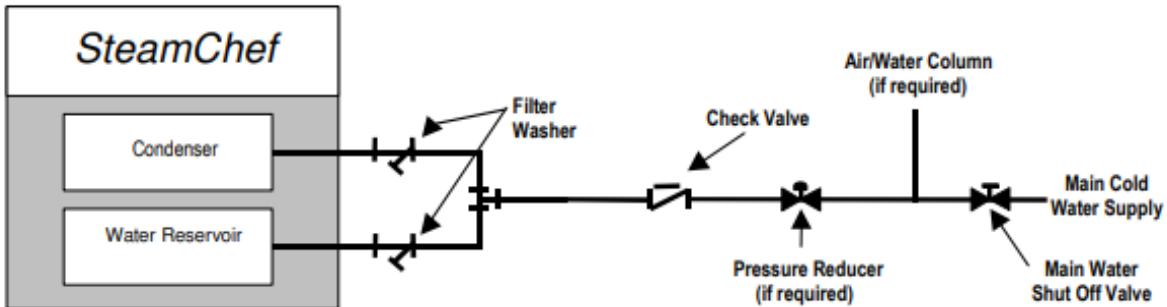 SteamChef
Condenser
Water Reservoir
Filter
Washer
Check Valve
Air/Water Column
(if required)
Pressure Reducer
(if required)
Main Cold
Water Supply
Main Water
Shut Off Valve